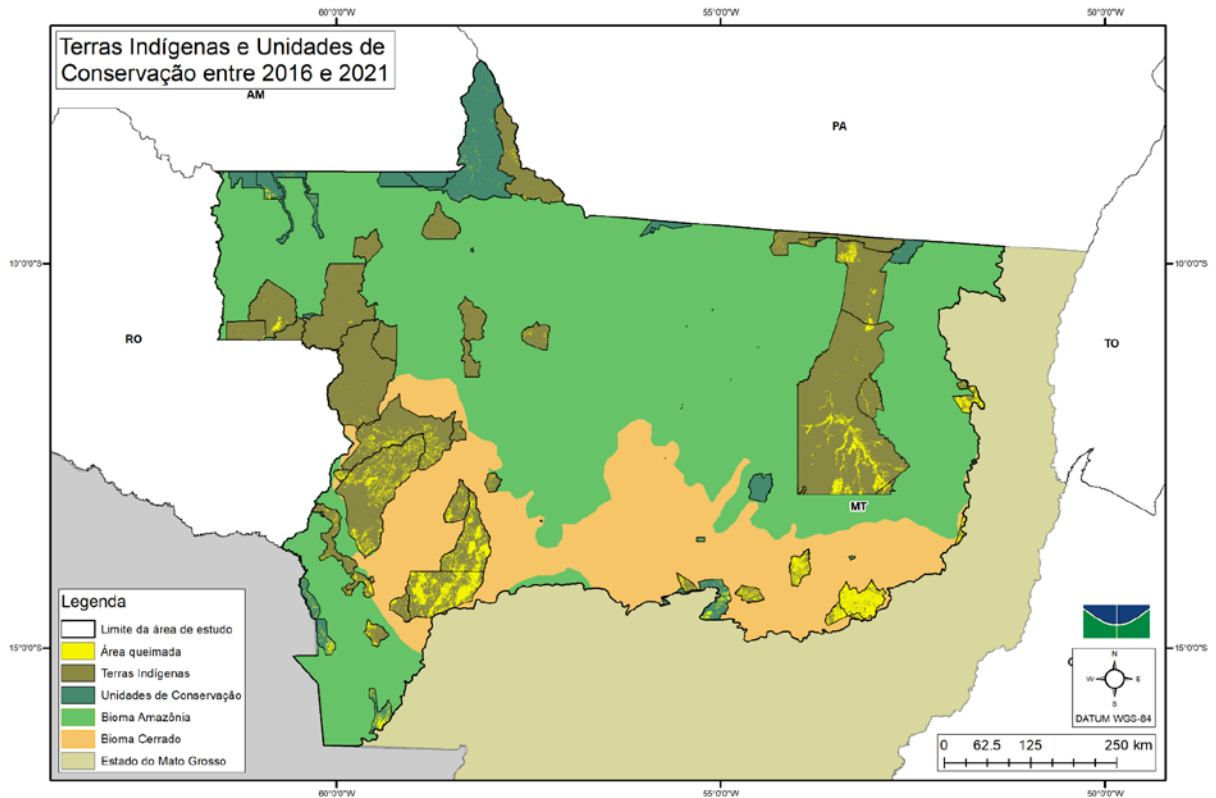 60°0'0"W
55°0'0"W
50°0'0"W
Terras Indígenas e Unidades de
Conservação entre 2016 e 2021
AM
PA
10°0'0"S
10°0'0"S
RO
TO
MT
Legenda
Limite da área de estudo
Área queimada
Terras Indígenas
Unidades de Conservação
Bioma Amazônia
Bioma Cerrado
Estado do Mato Grosso
15°0'0"S
15°0'0"S
N
W
E
S
DATUM WGS-84
0 62.5 125 250 km
60°0'0"W
55°0'0"W
50°0'0"W